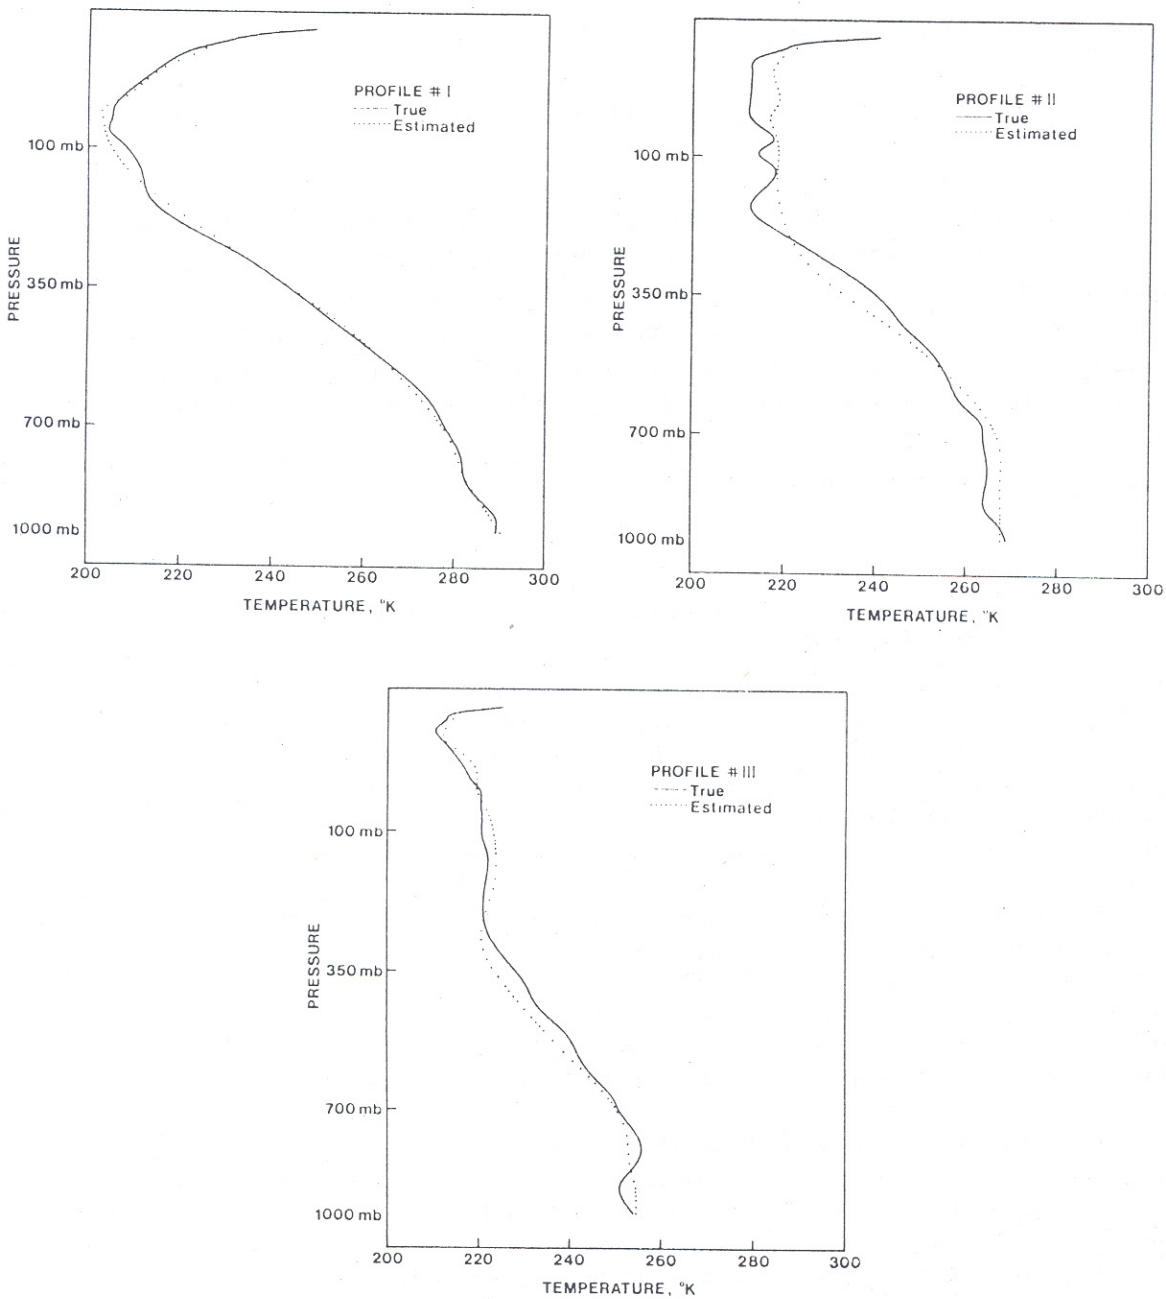 PROFILE # I
True
Estimated
100 mb
350 mb
700 mb
1000 mb
PRESSURE
200 220 240 260 280 300
TEMPERATURE, °K
PROFILE # II
True
Estimated
100 mb
350 mb
700 mb
1000 mb
PRESSURE
200 220 240 260 280 300
TEMPERATURE, °K
PROFILE # III
True
Estimated
100 mb
350 mb
700 mb
1000 mb
PRESSURE
200 220 240 260 280 300
TEMPERATURE, °K